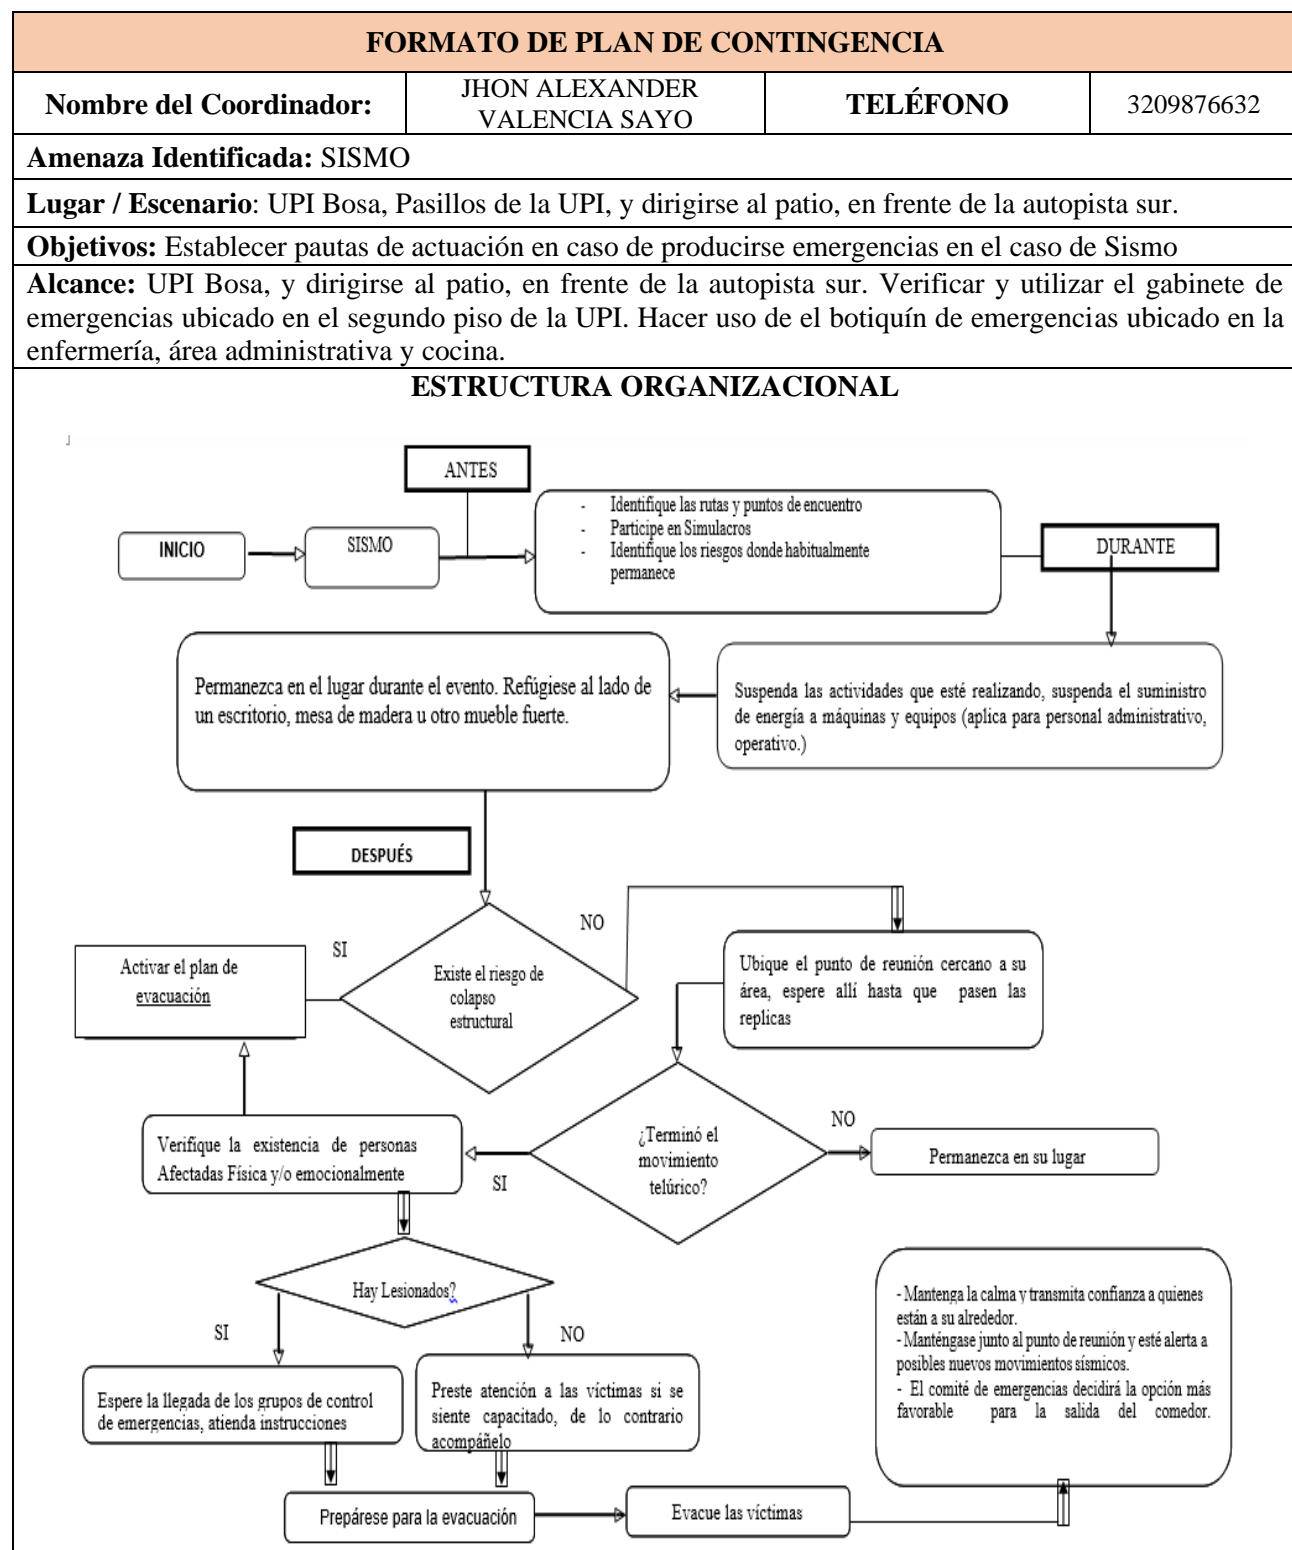 FORMATO DE PLAN DE CONTINGENCIA
Nombre del Coordinador:
JHON ALEXANDER
VALENCIA SAYO
TELÉFONO
3209876632
Amenaza Identificada: SISMO
Lugar / Escenario: UPI Bosa, Pasillos de la UPI, y dirigirse al patio, en frente de la autopista sur.
Objetivos: Establecer pautas de actuación en caso de producirse emergencias en el caso de Sismo
Alcance: UPI Bosa, y dirigirse al patio, en frente de la autopista sur. Verificar y utilizar el gabinete de
emergencias ubicado en el segundo piso de la UPI. Hacer uso de el botiquín de emergencias ubicado en la
enfermería, área administrativa y cocina.
ESTRUCTURA ORGANIZACIONAL
ANTES
INICIO
SISMO
- Identifique las rutas y puntos de encuentro
- Participe en Simulacros
- Identifique los riesgos donde habitualmente
permanece
DURANTE
Suspenda las actividades que esté realizando, suspenda el suministro
de energía a máquinas y equipos (aplica para personal administrativo,
operativo.)
Permanezca en el lugar durante el evento. Refúgiese al lado de
un escritorio, mesa de madera u otro mueble fuerte.
DESPUÉS
Existe el riesgo de
colapso
estructural
SI
NO
Activar el plan de
evacuación
Ubique el punto de reunión cercano a su
área, espere allí hasta que pasen las
replicas
¿Terminó el
movimiento
telúrico?
NO
Permanezca en su lugar
SI
Verifique la existencia de personas
Afectadas Física y/o emocionalmente
Hay Lesionados?
SI
NO
Espere la llegada de los grupos de control
de emergencias, atienda instrucciones
Preste atención a las víctimas si se
siente capacitado, de lo contrario
acompáñelo
Prepárese para la evacuación
Evacue las víctimas
- Mantenga la calma y transmita confianza a quienes
están a su alrededor.
- Manténgase junto al punto de reunión y esté alerta a
posibles nuevos movimientos sísmicos.
- El comité de emergencias decidirá la opción más
favorable para la salida del comedor.